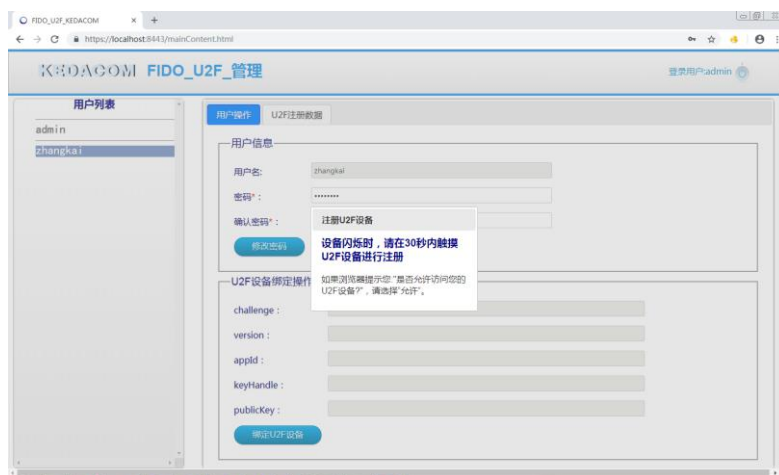 FIDO_U2F_KEDACOM
https://localhost:8443/mainContent.html
KEDACOM FIDO_U2F_管理
登录用户:admin
用户列表
admin
zhangkai
用户操作 U2F注册数据
用户信息
用户名:
zhangkai
密码*：
••••••••
确认密码*：
修改密码
注册U2F设备
设备闪烁时，请在30秒内触摸
U2F设备进行注册
如果浏览器提示您:"是否允许访问您的
U2F设备?"，请选择"允许"。
U2F设备绑定操作
challenge：
version：
appId：
keyHandle：
publicKey：
绑定U2F设备